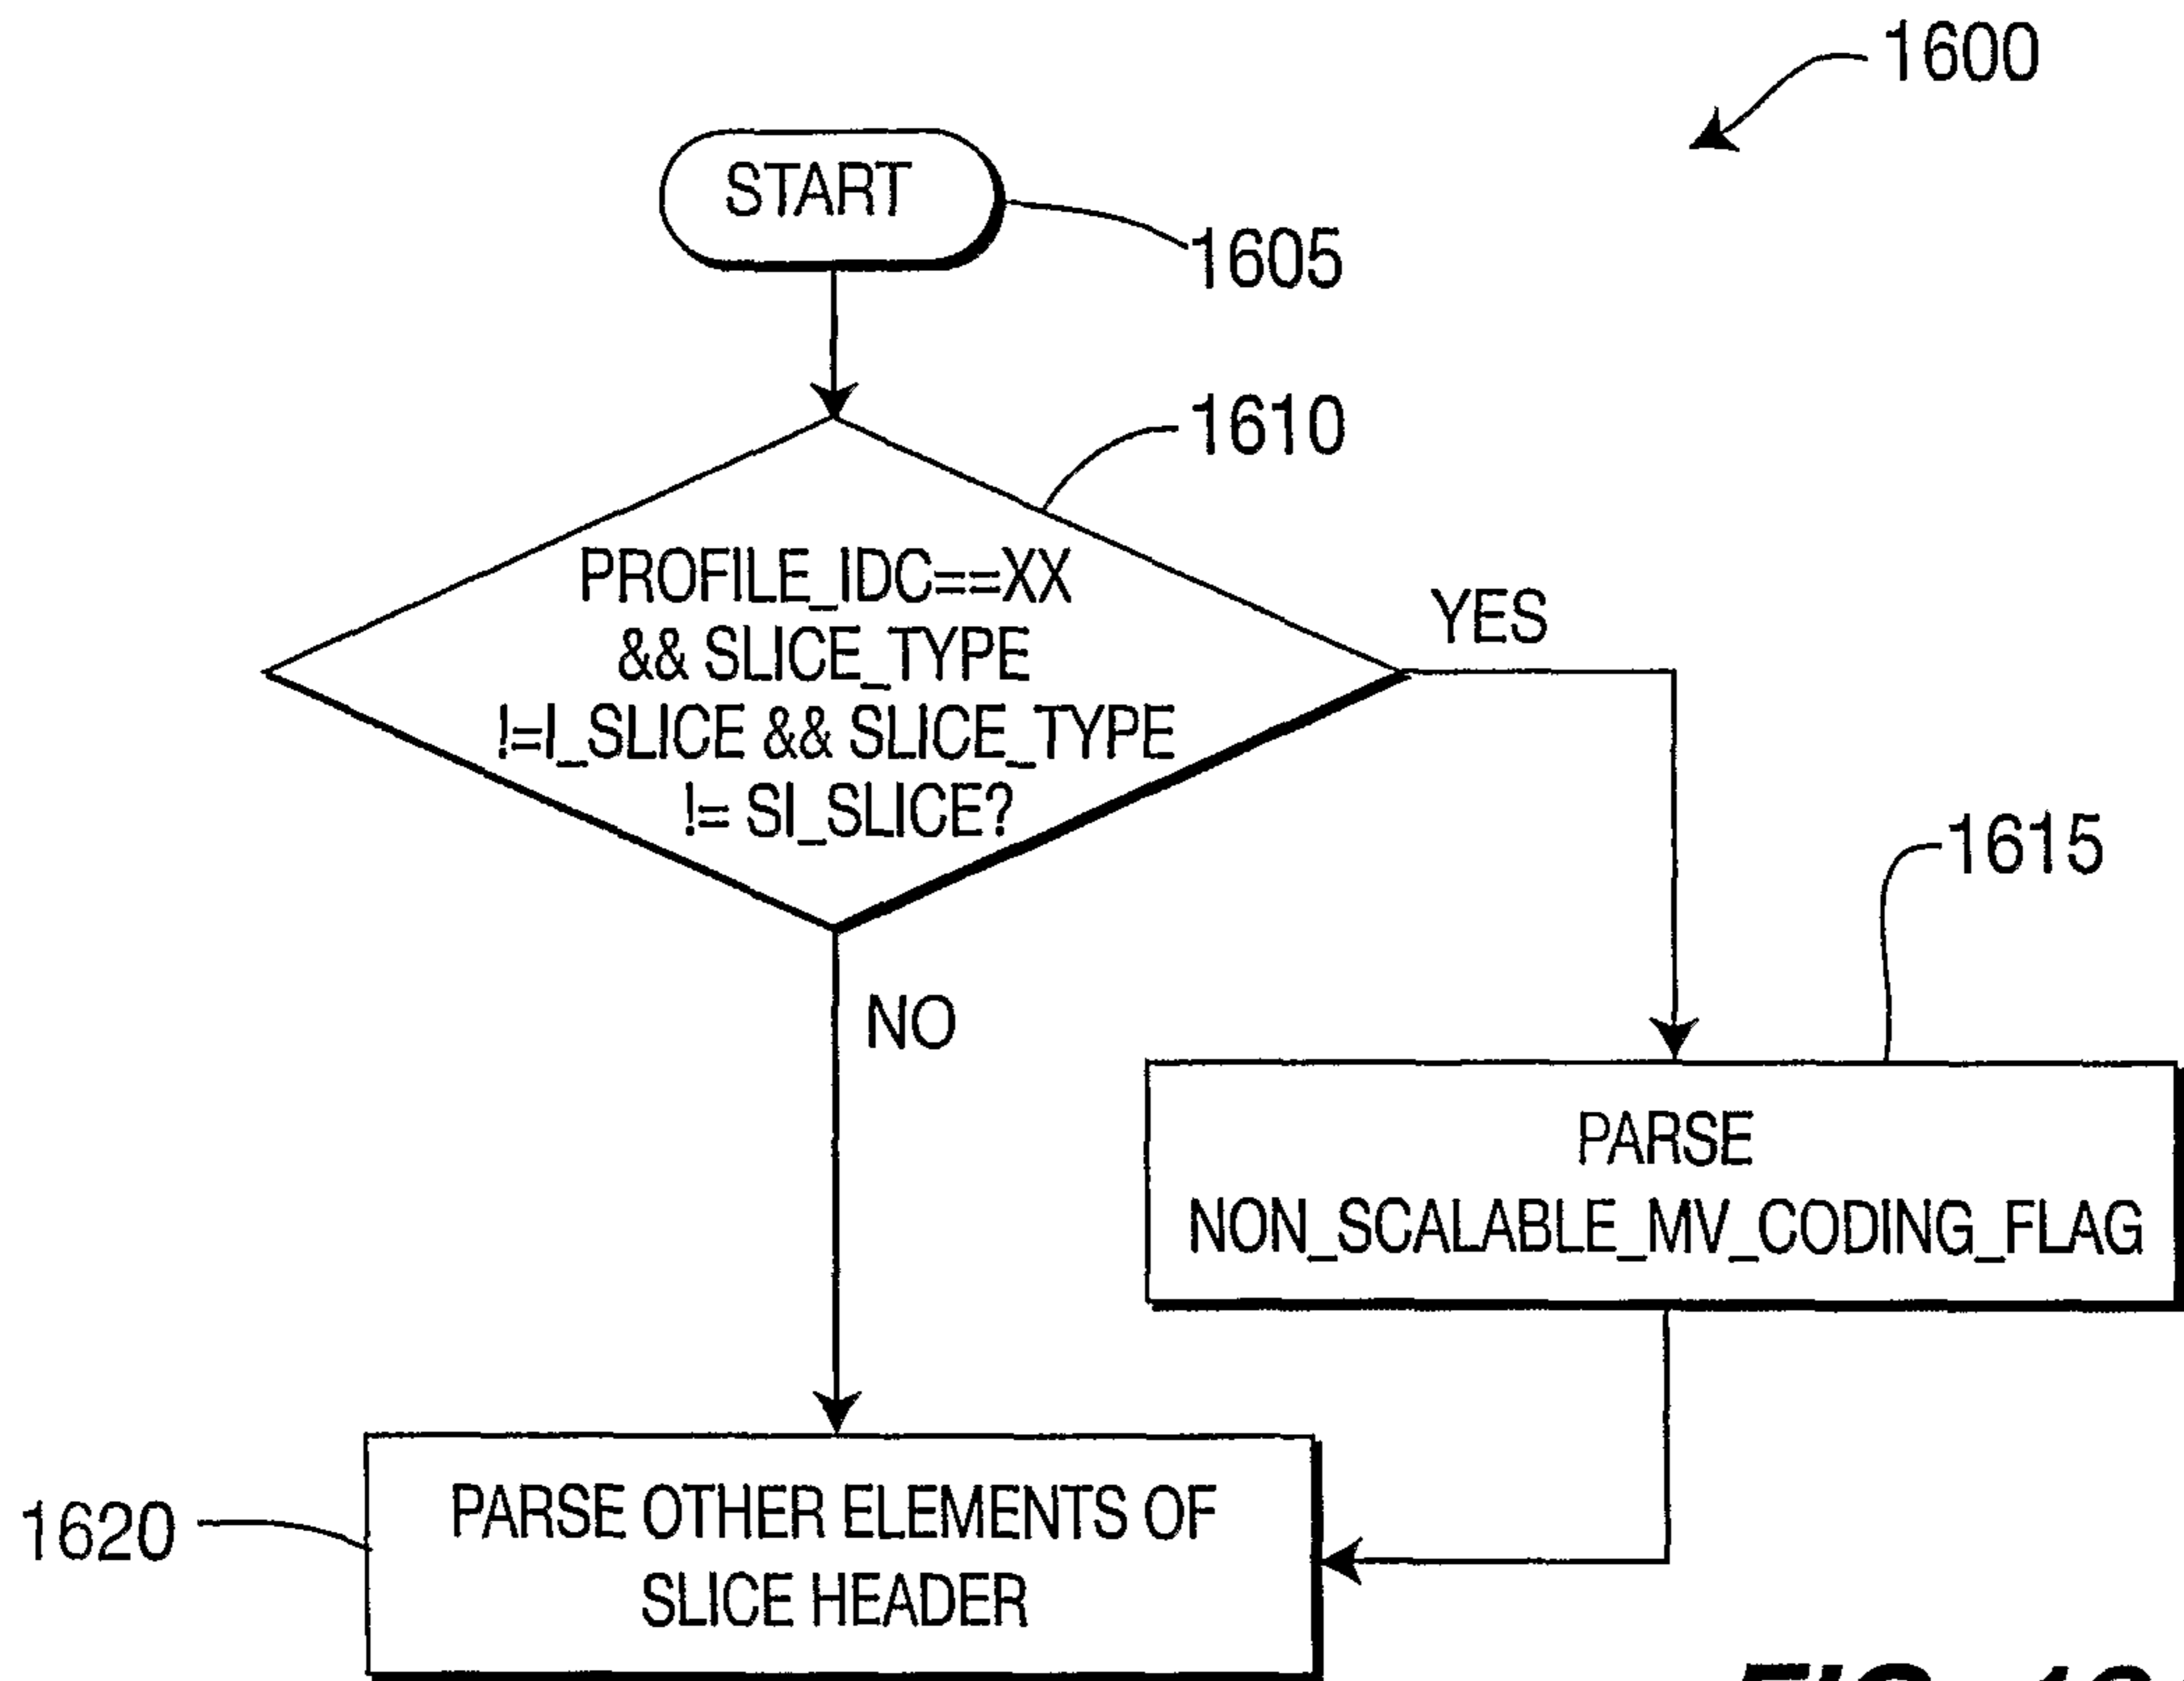 1600
START
1605
1610
PROFILE_IDC==XX
&& SLICE_TYPE
!=I_SLICE && SLICE_TYPE
!= SI_SLICE?
YES
NO
1615
PARSE
NON_SCALABLE_MV_CODING_FLAG
1620
PARSE OTHER ELEMENTS OF
SLICE HEADER